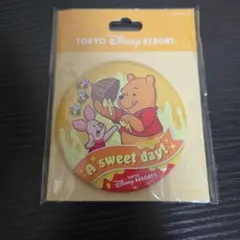 TOKYO Disney RESORT®
A sweet day!
TOKYO
Disney RESORT®